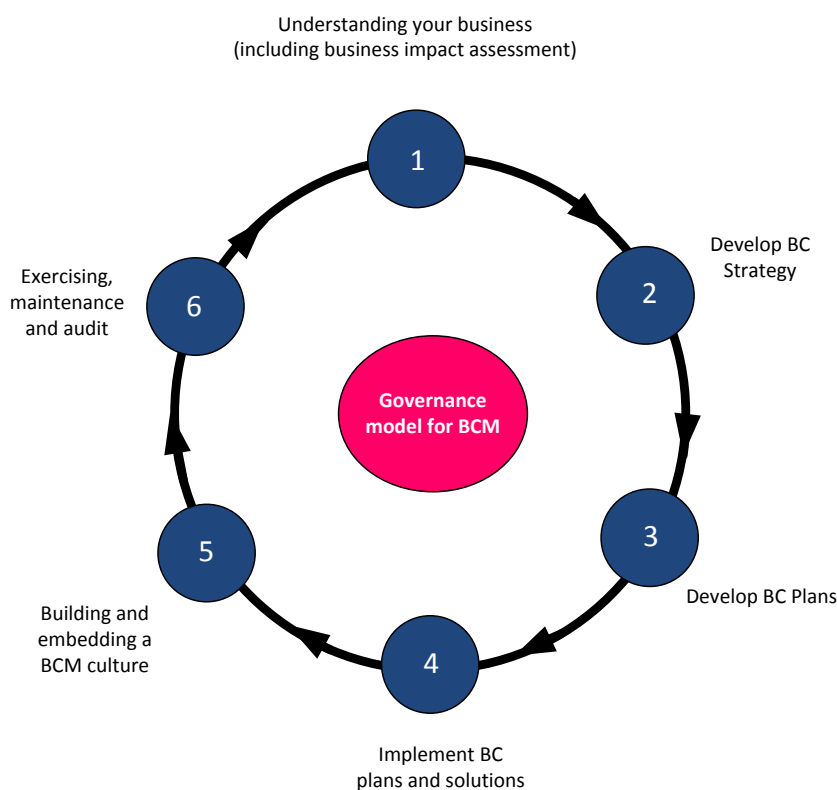 Understanding your business
(including business impact assessment)
1
Develop BC
Strategy
2
Exercising,
maintenance
and audit
6
Governance
model for BCM
3
Develop BC Plans
5
Building and
embedding a
BCM culture
4
Implement BC
plans and solutions